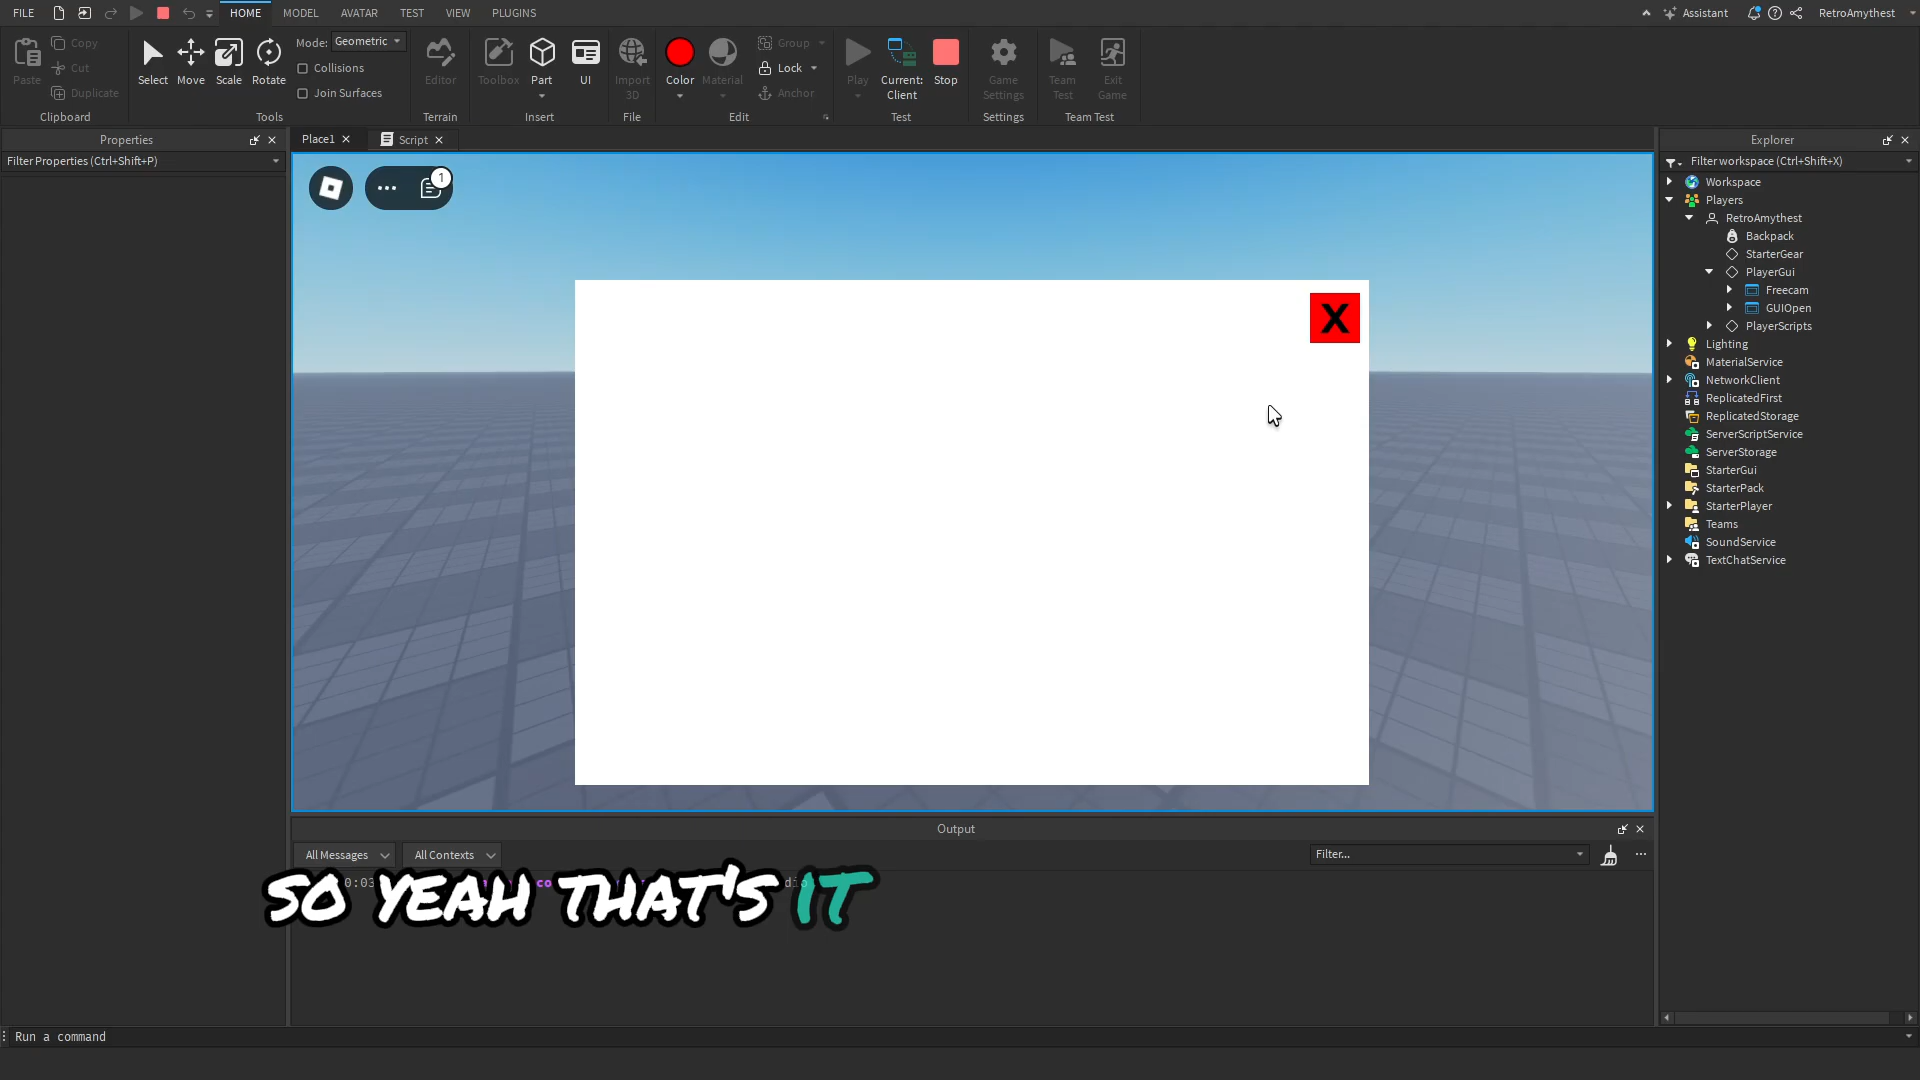 FILE HOME MODEL AVATAR TEST VIEW PLUGINS Assistant RetroAmythest
Paste Copy Cut Duplicate
Select Move Scale Rotate
Mode: Geometric
Collisions
Join Surfaces
Editor Toolbox Part UI
Import
3D
Color Material
Group
Lock
Anchor
Play
Current:
Client
Stop
Game
Settings
Team
Test
Exit
Game
Clipboard Tools Terrain Insert File Edit Test Settings Team Test
Properties
Filter Properties (Ctrl+Shift+P)
Place1 Script
1
X
Explorer
Filter workspace (Ctrl+Shift+X)
Workspace
Players
RetroAmythest
Backpack
StarterGear
PlayerGui
Freecam
GUIOpen
PlayerScripts
Lighting
MaterialService
NetworkClient
ReplicatedFirst
ReplicatedStorage
ServerScriptService
ServerStorage
StarterGui
StarterPack
StarterPlayer
Teams
SoundService
TextChatService
Output
All Messages All Contexts Filter...
SO YEAH THAT'S IT
Run a command